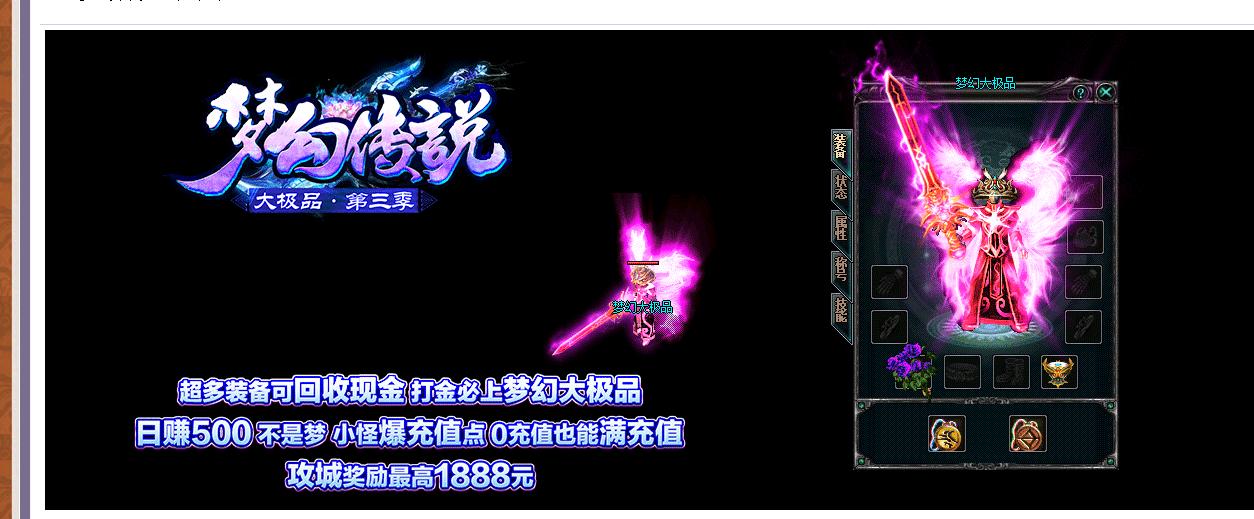 梦幻传説
大极品·第三季
梦幻大极品
超多装备可回收现金 打金必上梦幻大极品
日赚500 不是梦 小怪爆充值点 0充值也能满充值
攻城奖励最高1888元
梦幻大极品
?
装备
状态
属性
称号
技能